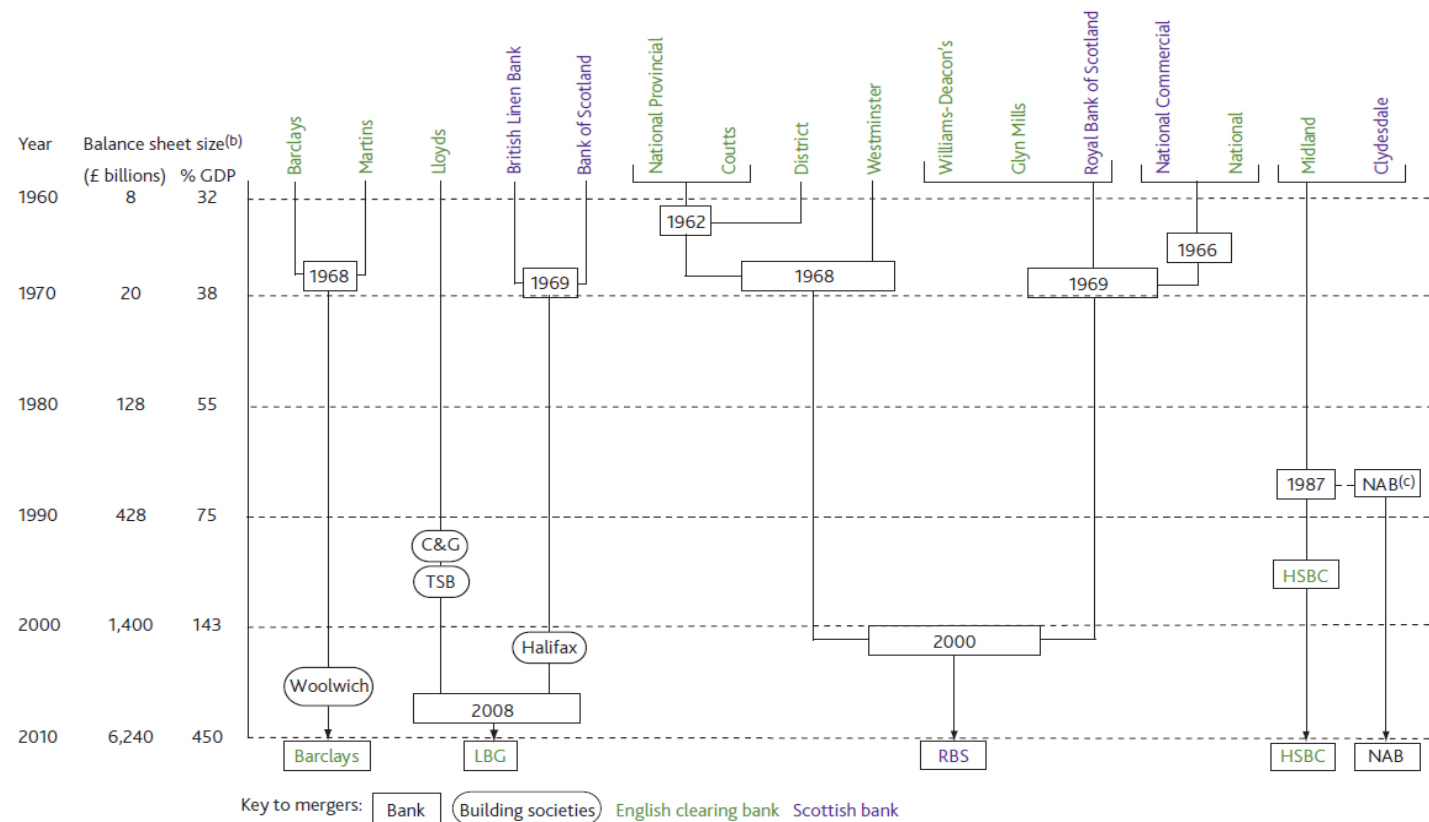 Barclays
Martins
Lloyds
British Linen Bank
Bank of Scotland
National Provincial
Coutts
District
Westminster
Williams-Deacon's
Glyn Mills
Royal Bank of Scotland
National Commercial
National
Midland
Clydesdale
Year Balance sheet size(b)
(£ billions) % GDP
1960 8 32
1962
1966
1968 1969 1968 1969
1970 20 38
1980 128 55
1987 NAB(c)
1990 428 75
C&G
TSB HSBC
2000 1,400 143
Halifax 2000
Woolwich
2008
2010 6,240 450
Barclays LBG RBS HSBC NAB
Key to mergers: Bank Building societies English clearing bank Scottish bank